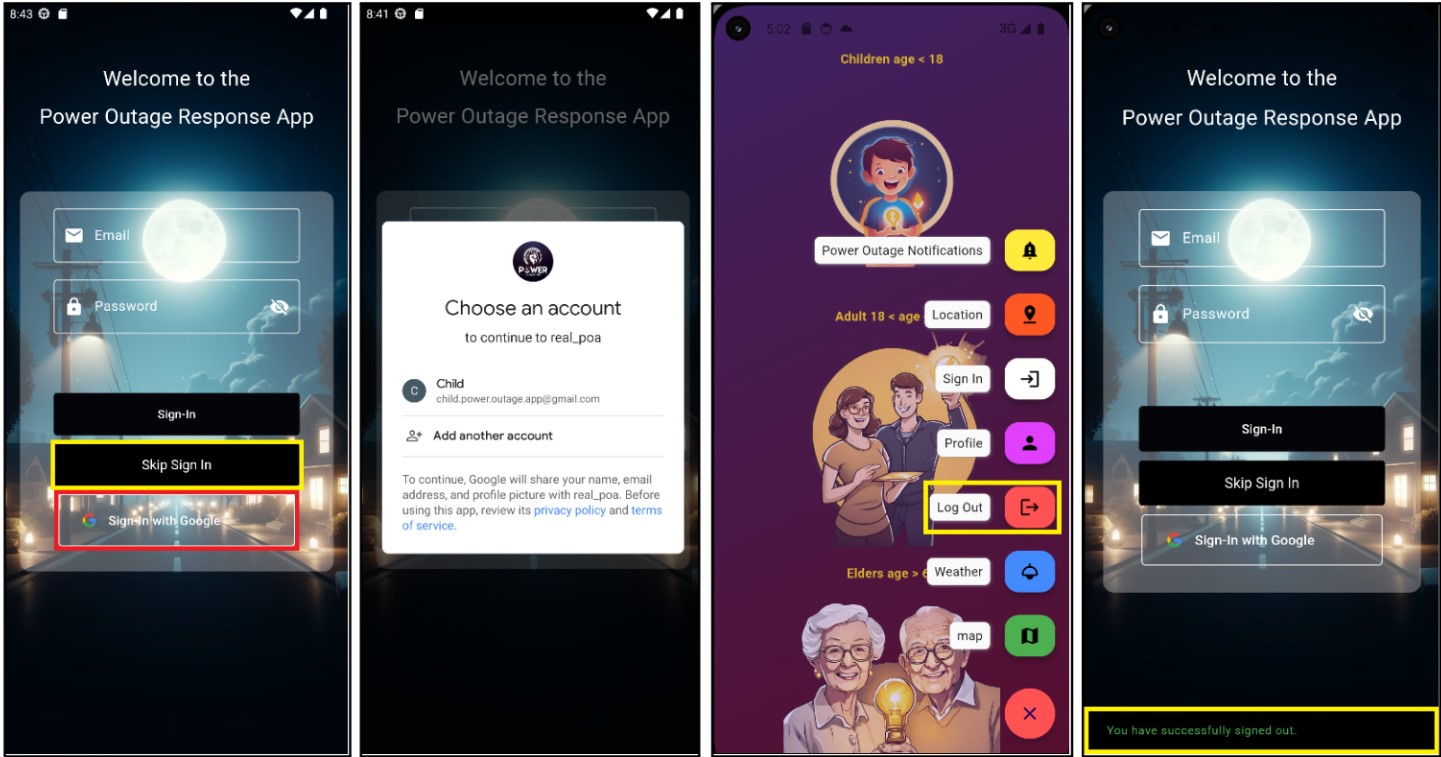 8:43
Welcome to the
Power Outage Response App
Email
Password
Sign-In
Skip Sign In
Sign-In with Google
8:41
Welcome to the
Power Outage Response App
POWER
Choose an account
to continue to real_poa
C
Child
child.power.outage.app@gmail.com
Add another account
To continue, Google will share your name, email
address, and profile picture with real_poa. Before
using this app, review its privacy policy and terms
of service.
5:02
3G
Children age < 18
Power Outage Notifications
Adult 18 < age
Location
Sign In
Profile
Log Out
Elders age >
Weather
map
Welcome to the
Power Outage Response App
Email
Password
Sign-In
Skip Sign In
Sign-In with Google
You have successfully signed out.